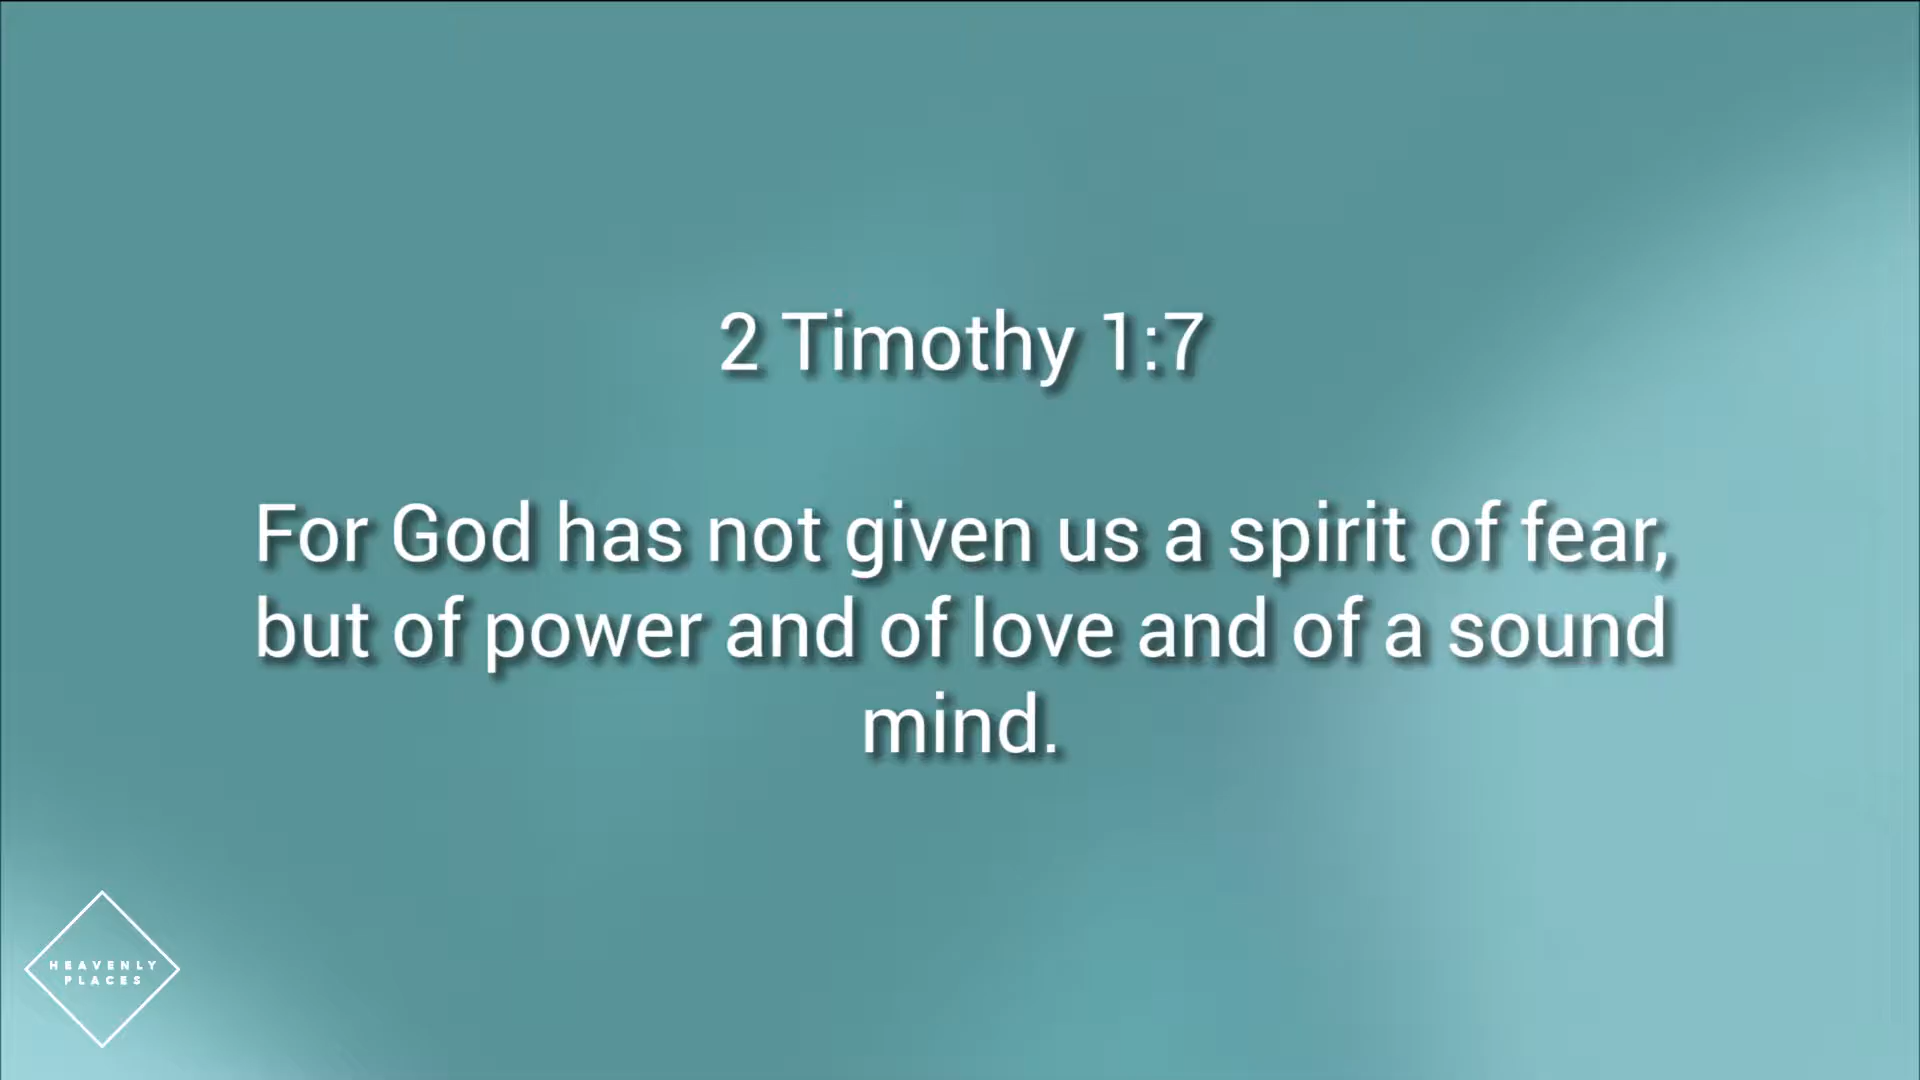 2 Timothy 1:7
For God has not given us a spirit of fear,
but of power and of love and of a sound
mind.
HEAVENLY
PLACES